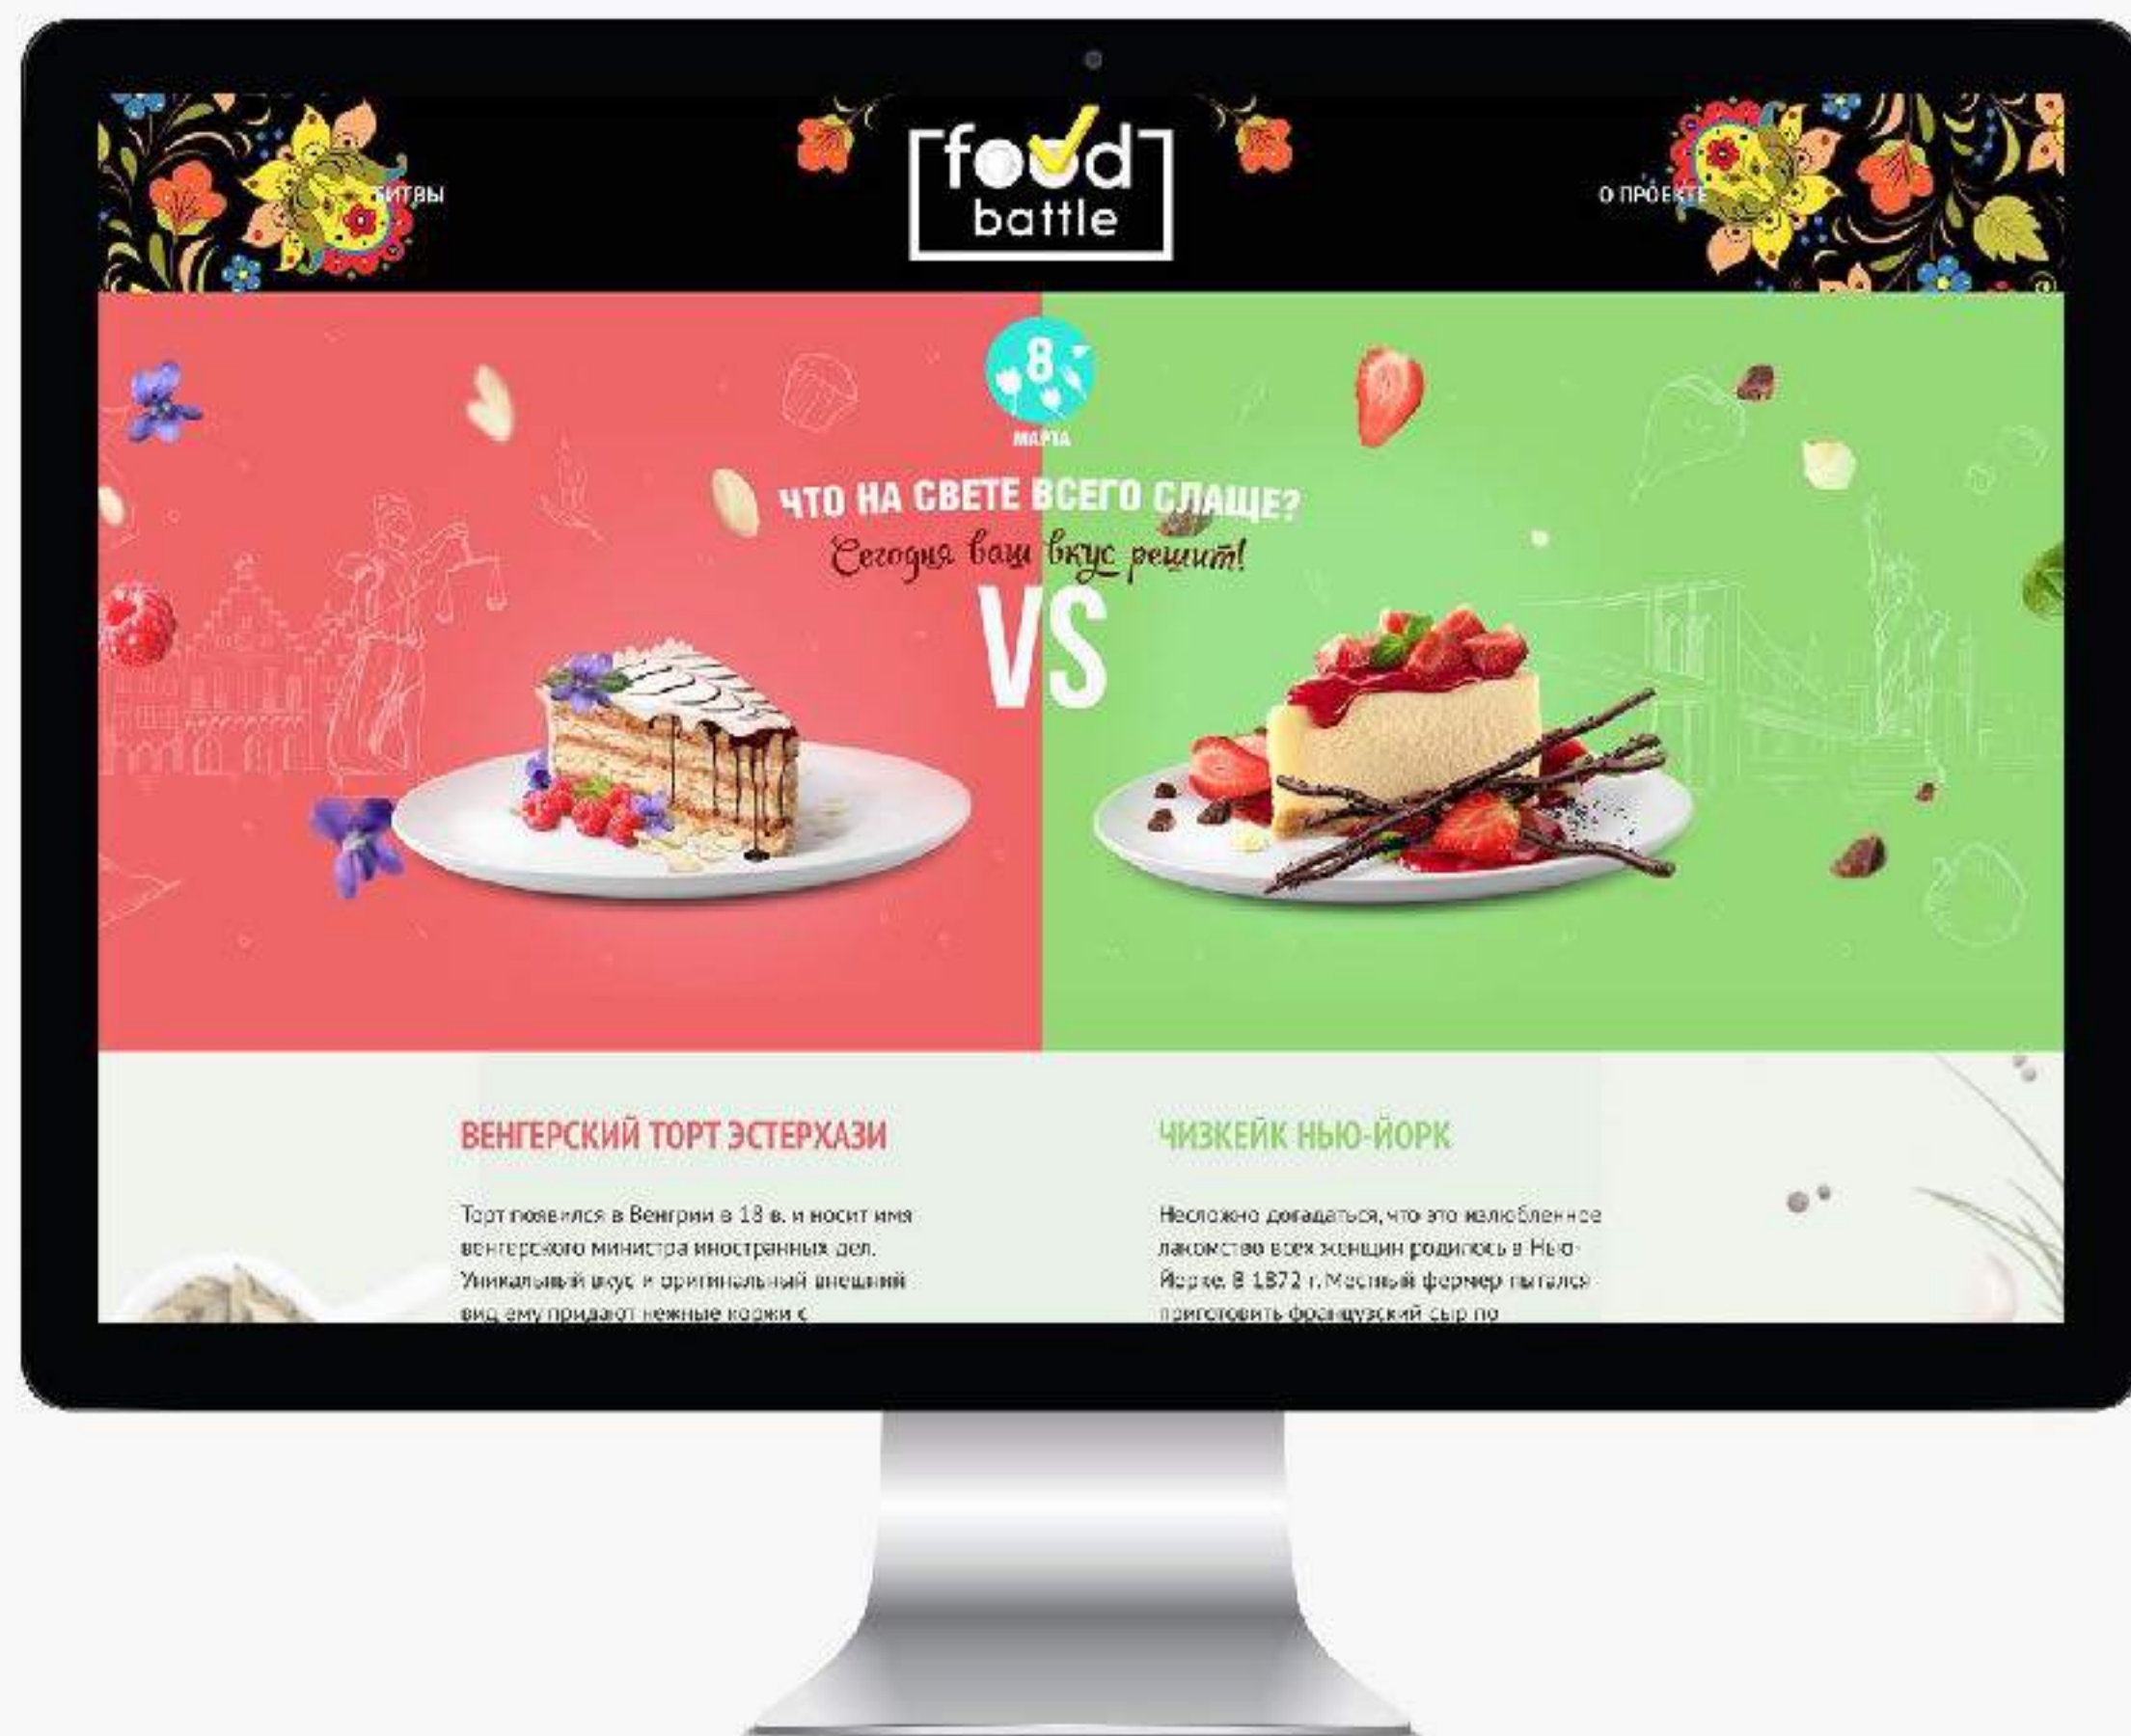 БИТВЫ
food
battle
О ПРОЕКТЕ
8
МАРТА
ЧТО НА СВЕТЕ ВСЕГО СЛАЩЕ?
Сегодня ваш вкус решит!
VS
ВЕНГЕРСКИЙ ТОРТ ЭСТЕРХАЗИ
Торт появился в Венгрии в 18 в. и носит имя
венгерского министра иностранных дел.
Уникальный вкус и оригинальный внешний
вид ему придают нежные коржи с
ЧИЗКЕЙК НЬЮ-ЙОРК
Несложно догадаться, что это излюбленное
лакомство всех женщин родилось в Нью-
Йорке. В 1872 г. Местный фермер пытался
приготовить французский сыр по